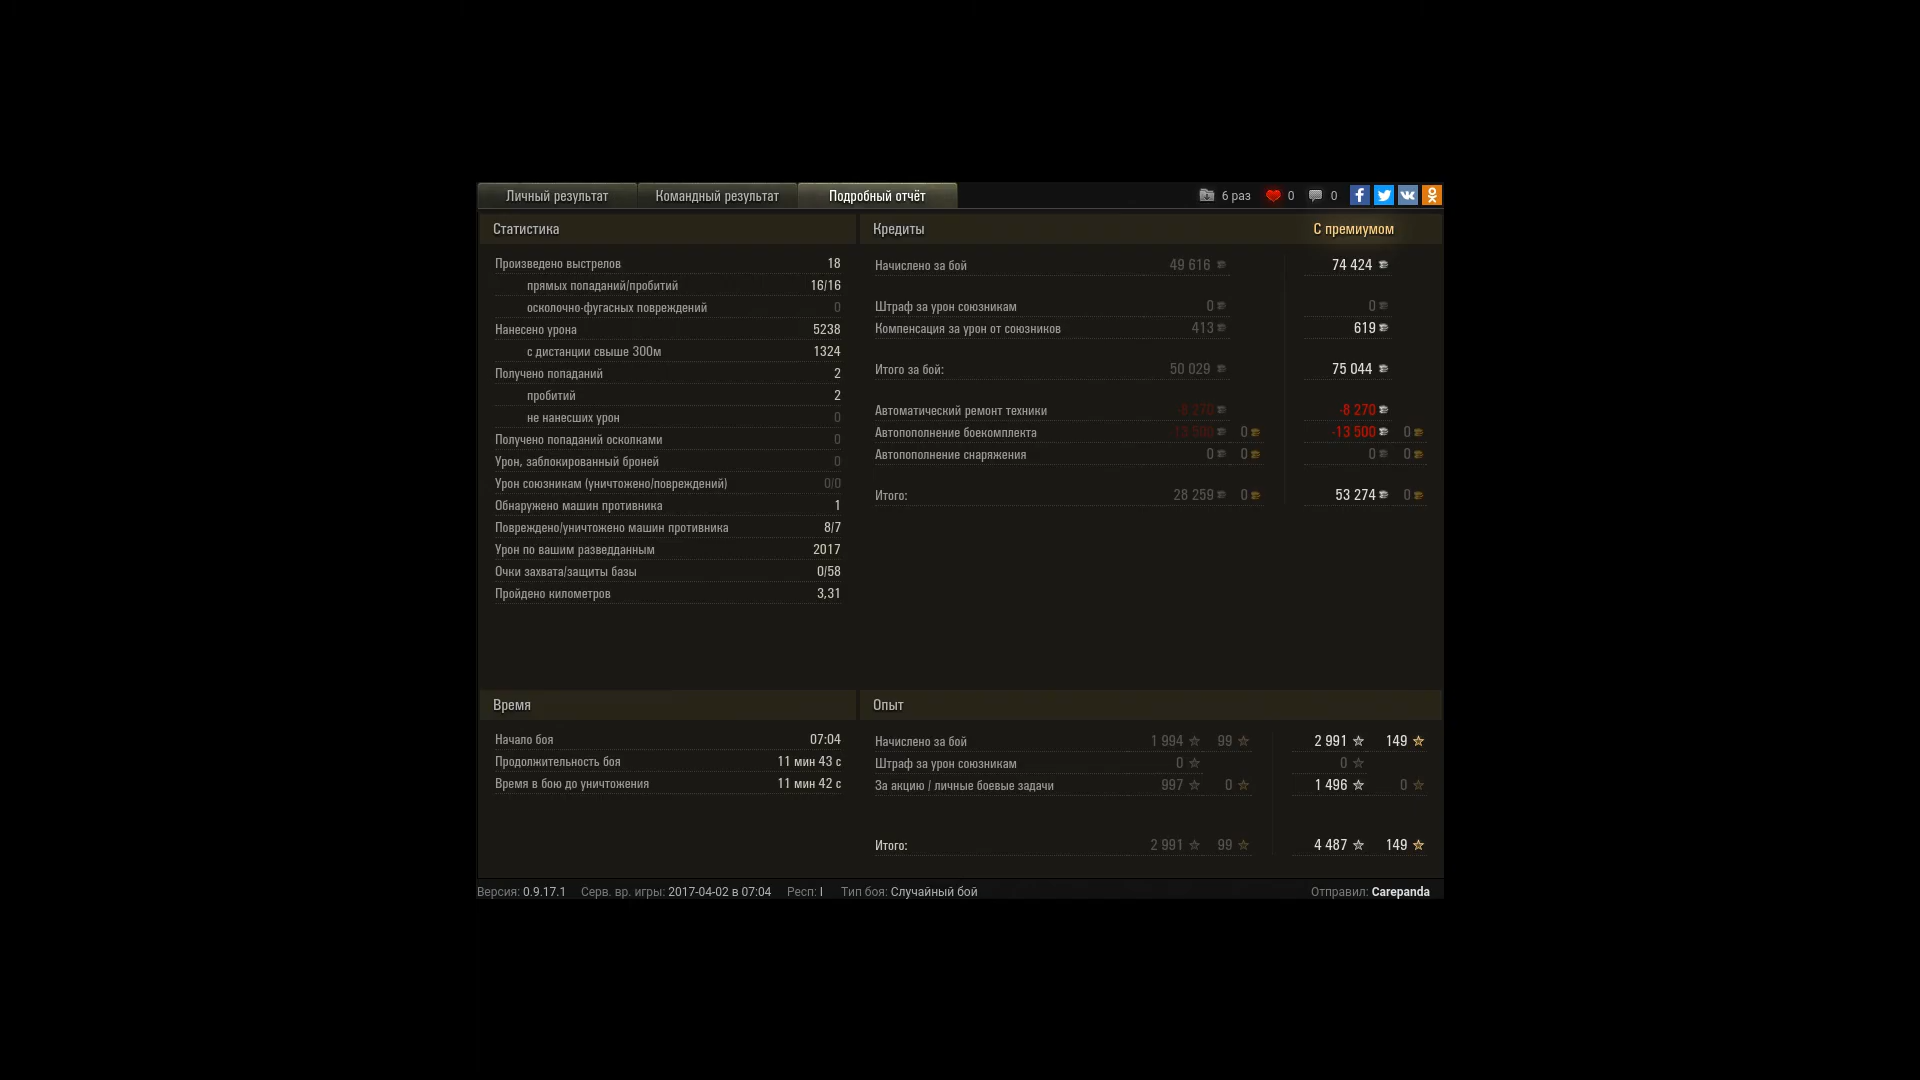 Личный результат Командный результат Подробный отчёт 6 раз 0 0
Статистика
Произведено выстрелов 18
прямых попаданий/пробитий 16/16
осколочно-фугасных повреждений 0
Нанесено урона 5238
с дистанции свыше 300м 1324
Получено попаданий 2
пробитий 2
не нанесших урон 0
Получено попаданий осколками 0
Урон, заблокированный броней 0
Урон союзникам (уничтожено/повреждений) 0/0
Обнаружено машин противника 1
Повреждено/уничтожено машин противника 8/7
Урон по вашим разведданным 2017
Очки захвата/защиты базы 0/58
Пройдено километров 3,31
Кредиты С премиумом
Начислено за бой 49 616 74 424
Штраф за урон союзникам 0 0
Компенсация за урон от союзников 413 619
Итого за бой: 50 029 75 044
Автоматический ремонт техники -8 270 -8 270
Автопополнение боекомплекта -13 500 0 -13 500 0
Автопополнение снаряжения 0 0 0 0
Итого: 28 259 0 53 274 0
Время
Начало боя 07:04
Продолжительность боя 11 мин 43 с
Время в бою до уничтожения 11 мин 42 с
Опыт
Начислено за бой 1 994 99 2 991 149
Штраф за урон союзникам 0 0
За акцию / личные боевые задачи 997 0 1 496 0
Итого: 2 991 99 4 487 149
Версия: 0.9.17.1 Серв. вр. игры: 2017-04-02 в 07:04 Респ: I Тип боя: Случайный бой Отправил: Carepanda